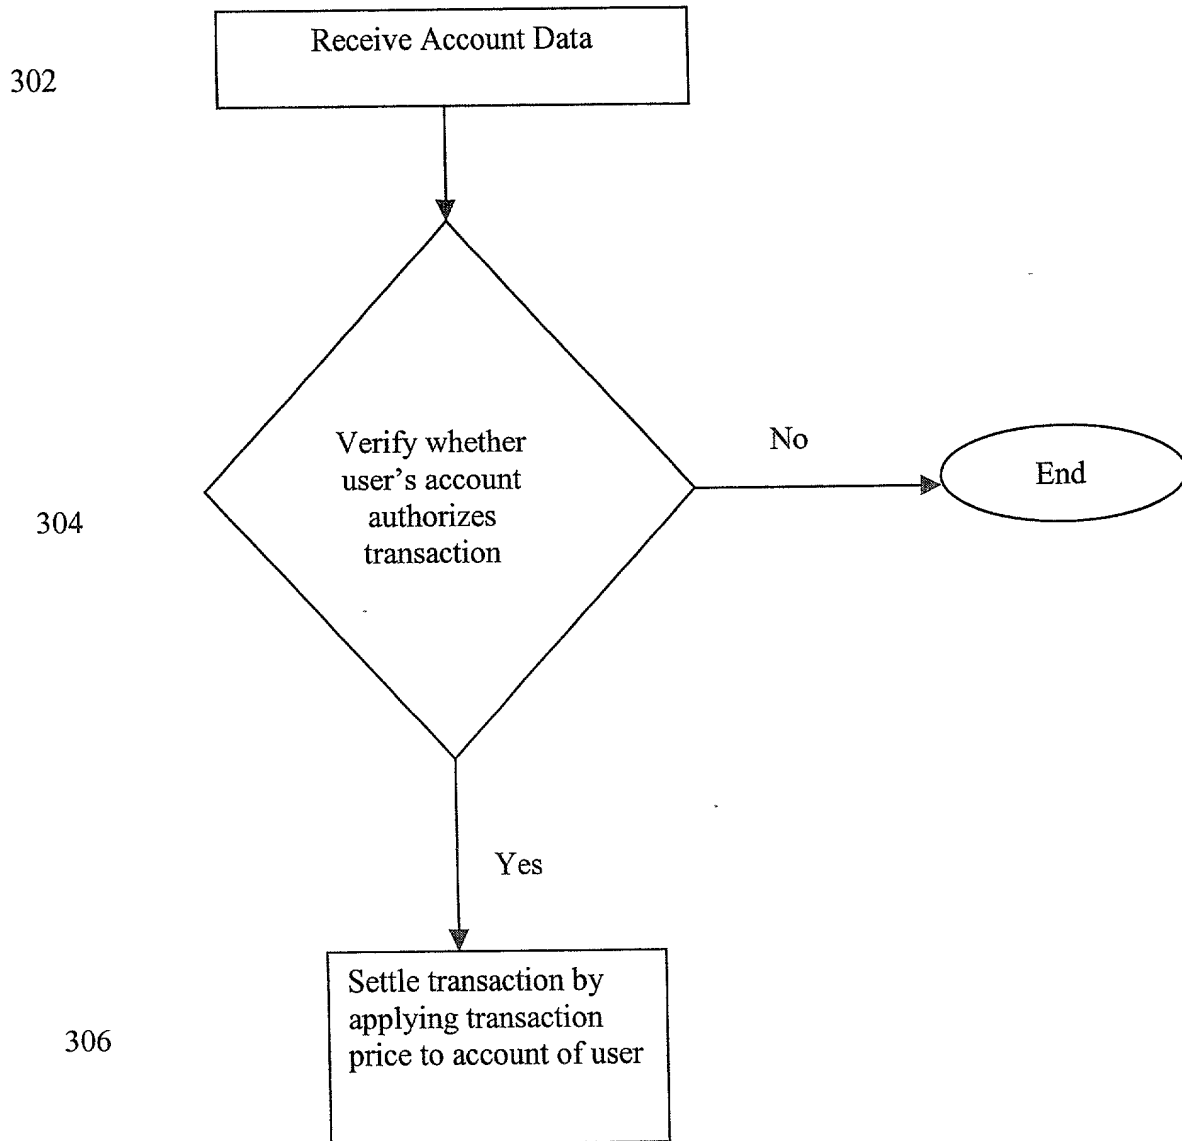 Receive Account Data
302
Verify whether
user's account
authorizes
transaction
No
End
304
Yes
Settle transaction by
applying transaction
price to account of user
306